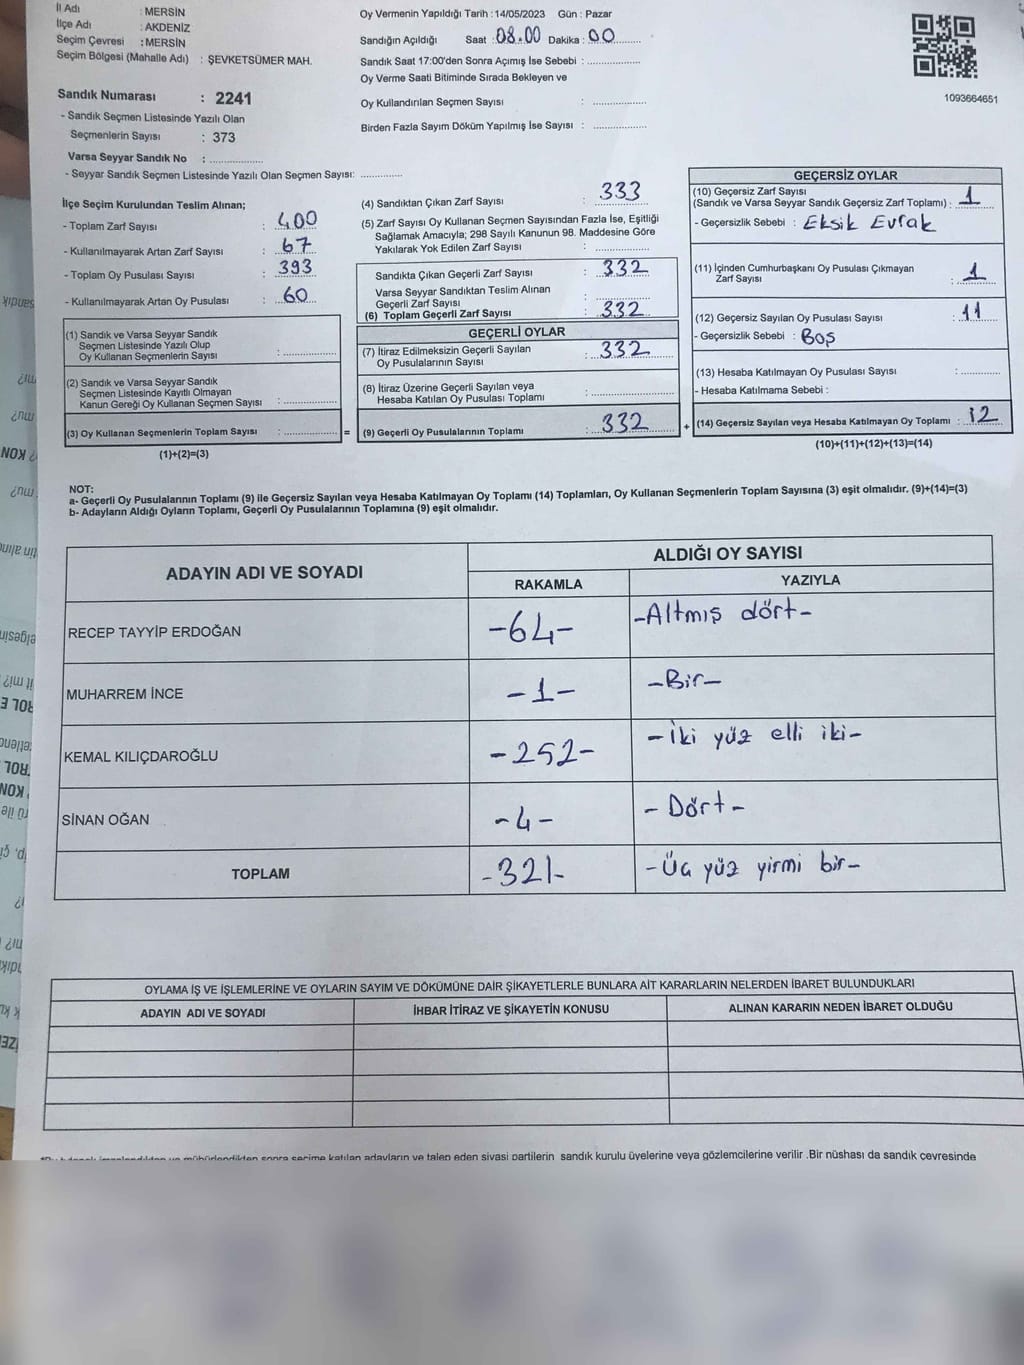 İl Adı : MERSİN
İlçe Adı : AKDENİZ
Seçim Çevresi : MERSİN
Seçim Bölgesi (Mahalle Adı) : ŞEVKETSÜMER MAH.
Sandık Numarası : 2241
- Sandık Seçmen Listesinde Yazılı Olan
Seçmenlerin Sayısı : 373
Varsa Seyyar Sandık No : ..................
- Seyyar Sandık Seçmen Listesinde Yazılı Olan Seçmen Sayısı: ..............
Oy Vermenin Yapıldığı Tarih : 14/05/2023 Gün : Pazar
Sandığın Açıldığı Saat : 08.00 Dakika : 00
Sandık Saat 17:00'den Sonra Açımış İse Sebebi : ..................
Oy Verme Saati Bitiminde Sırada Bekleyen ve
Oy Kullandırılan Seçmen Sayısı : ..................
Birden Fazla Sayım Döküm Yapılmış İse Sayısı : ..................
1093664651
İlçe Seçim Kurulundan Teslim Alınan;
- Toplam Zarf Sayısı : 400
- Kullanılmayarak Artan Zarf Sayısı : 67
- Toplam Oy Pusulası Sayısı : 393
- Kullanılmayarak Artan Oy Pusulası : 60
(1) Sandık ve Varsa Seyyar Sandık
Seçmen Listesinde Yazılı Olup
Oy Kullanan Seçmenlerin Sayısı : ..................
(2) Sandık ve Varsa Seyyar Sandık
Seçmen Listesinde Kayıtlı Olmayan
Kanun Gereği Oy Kullanan Seçmen Sayısı : ..................
(3) Oy Kullanan Seçmenlerin Toplam Sayısı : .................. =
(1)+(2)=(3)
(4) Sandıktan Çıkan Zarf Sayısı : 333
(5) Zarf Sayısı Oy Kullanan Seçmen Sayısından Fazla İse, Eşitliği
Sağlamak Amacıyla; 298 Sayılı Kanunun 98. Maddesine Göre
Yakılarak Yok Edilen Zarf Sayısı : ..................
Sandıkta Çıkan Geçerli Zarf Sayısı : 332
Varsa Seyyar Sandıktan Teslim Alınan
Geçerli Zarf Sayısı : ..................
(6) Toplam Geçerli Zarf Sayısı : 332
GEÇERLİ OYLAR
(7) İtiraz Edilmeksizin Geçerli Sayılan : 332
Oy Pusulalarının Sayısı
(8) İtiraz Üzerine Geçerli Sayılan veya
Hesaba Katılan Oy Pusulası Toplamı : ..................
(9) Geçerli Oy Pusulalarının Toplamı : 332 +
GEÇERSİZ OYLAR
(10) Geçersiz Zarf Sayısı
(Sandık ve Varsa Seyyar Sandık Geçersiz Zarf Toplamı) : 1
- Geçersizlik Sebebi : Eksik Evrak
(11) İçinden Cumhurbaşkanı Oy Pusulası Çıkmayan
Zarf Sayısı : 1
(12) Geçersiz Sayılan Oy Pusulası Sayısı : 11
- Geçersizlik Sebebi : Boş
(13) Hesaba Katılmayan Oy Pusulası Sayısı : ..............
- Hesaba Katılmama Sebebi :
(14) Geçersiz Sayılan veya Hesaba Katılmayan Oy Toplamı : 12
(10)+(11)+(12)+(13)=(14)
NOT:
a- Geçerli Oy Pusulalarının Toplamı (9) ile Geçersiz Sayılan veya Hesaba Katılmayan Oy Toplamı (14) Toplamları, Oy Kullanan Seçmenlerin Toplam Sayısına (3) eşit olmalıdır. (9)+(14)=(3)
b- Adayların Aldığı Oyların Toplamı, Geçerli Oy Pusulalarının Toplamına (9) eşit olmalıdır.
ADAYIN ADI VE SOYADI ALDIĞI OY SAYISI
RAKAMLA YAZIYLA
RECEP TAYYİP ERDOĞAN -64- -Altmış dört-
MUHARREM İNCE -1- -Bir-
KEMAL KILIÇDAROĞLU -252- -İki yüz elli iki-
SİNAN OĞAN -4- -Dört-
TOPLAM -321- -Üç yüz yirmi bir-
OYLAMA İŞ VE İŞLEMLERİNE VE OYLARIN SAYIM VE DÖKÜMÜNE DAİR ŞİKAYETLERLE BUNLARA AİT KARARLARIN NELERDEN İBARET BULUNDUKLARI
ADAYIN ADI VE SOYADI İHBAR İTİRAZ VE ŞİKAYETİN KONUSU ALINAN KARARIN NEDEN İBARET OLDUĞU
sonra seçime katılan adayların ve talep eden siyasi partilerin sandık kurulu üyelerine veya gözlemcilerine verilir .Bir nüshası da sandık çevresinde